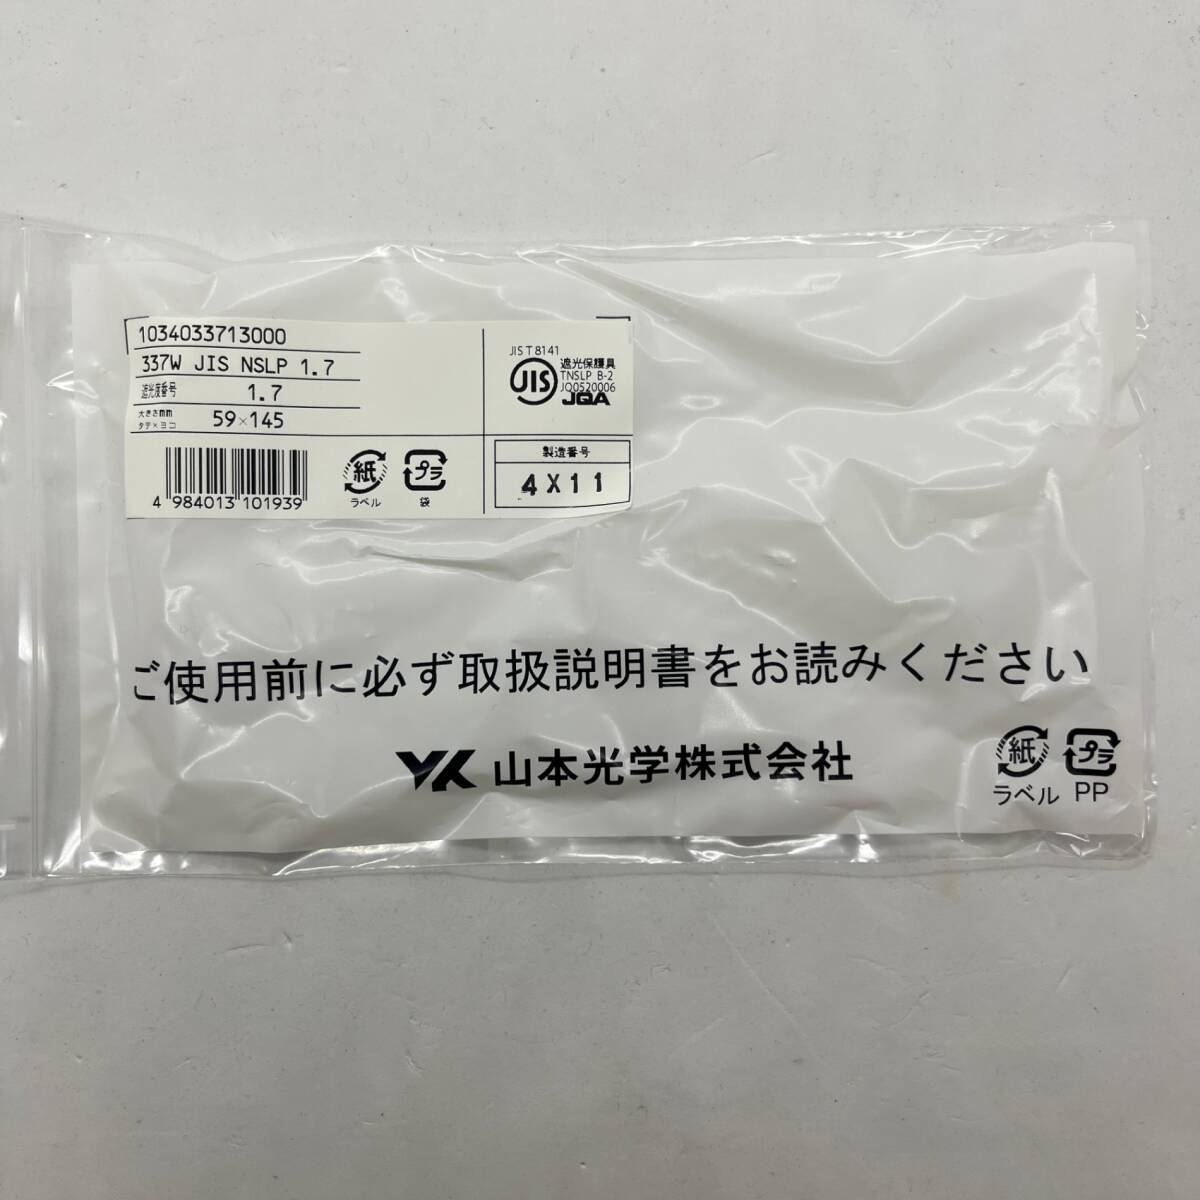 1034033713000
337W JIS NSLP 1.7
遮光度番号 1.7
大きさmm
タテ×ヨコ 59×145
4 984013 101939
紙
ラベル
プラ
袋
JIS T 8141
JIS
遮光保護具
TNSLP B-2
JQ0520006
JQA
製造番号
4X11
ご使用前に必ず取扱説明書をお読みください
YK 山本光学株式会社
紙
ラベル
プラ
PP